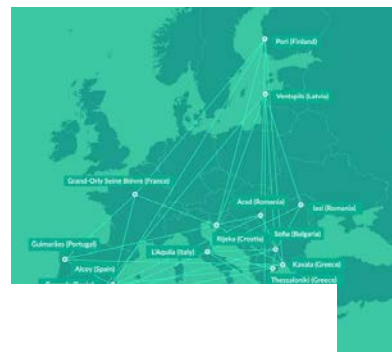 Pori (Finland)
Ventspils (Latvia)
Grand-Orly Seine Bièvre (France)
Arad (Romania)
Iasi (Romania)
Guimarães (Portugal)
Rijeka (Croatia)
Sofia (Bulgaria)
L'Aquila (Italy)
Kavala (Greece)
Alcoy (Spain)
Thessaloniki (Greece)